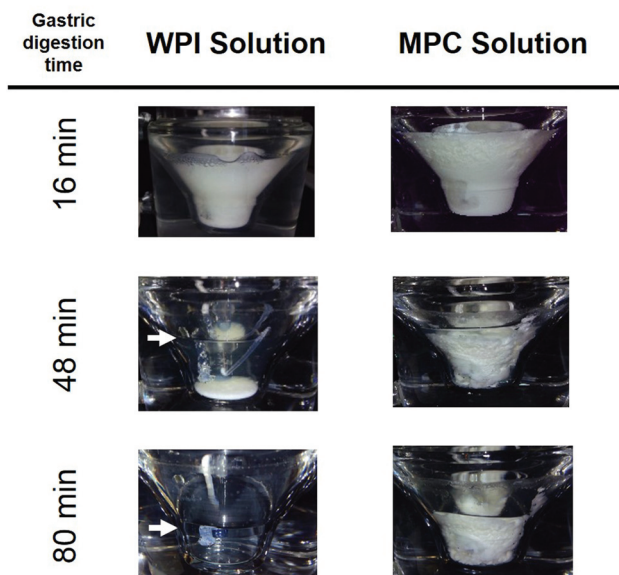 Gastric
digestion
time
WPI Solution
MPC Solution
16 min
48 min
80 min